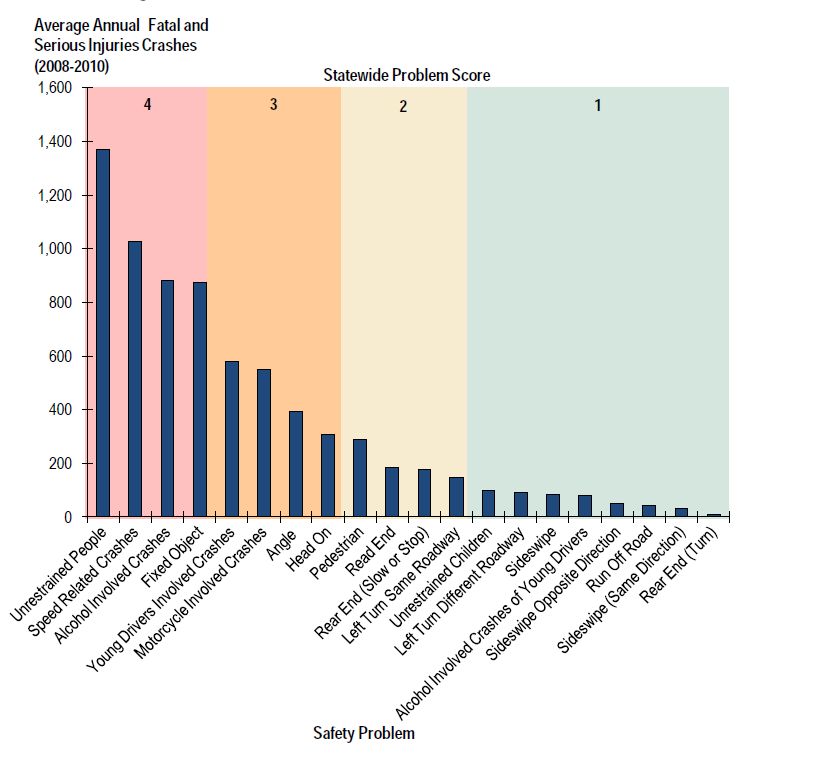 Average Annual Fatal and
Serious Injuries Crashes
(2008-2010)
Statewide Problem Score
1,600
1,400
1,200
1,000
800
600
400
200
0
4
3
2
1
Unrestrained People
Speed Related Crashes
Alcohol Involved Crashes
Fixed Object
Young Drivers Involved Crashes
Motorcycle Involved Crashes
Angle
Head On
Pedestrian
Read End
Rear End (Slow or Stop)
Left Turn Same Roadway
Unrestrained Children
Left Turn Different Roadway
Sideswipe
Alcohol Involved Crashes of Young Drivers
Sideswipe Opposite Direction
Run Off Road
Sideswipe (Same Direction)
Rear End (Turn)
Safety Problem